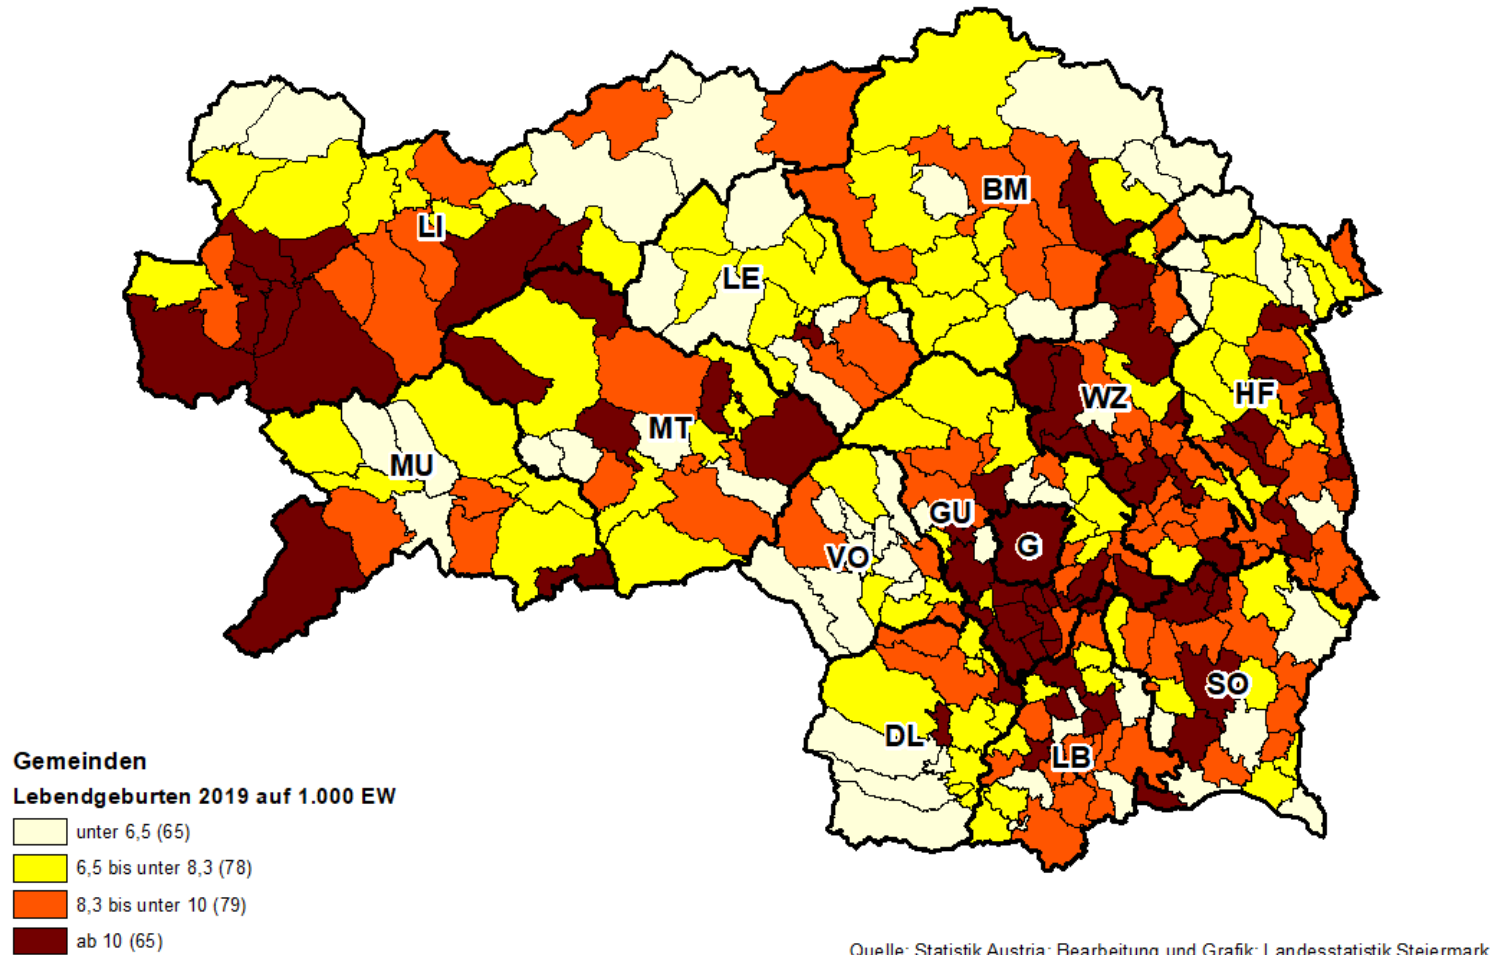 BM
LI
LE
WZ
HF
MT
MU
GU
G
VO
SO
DL
LB
Gemeinden
Lebendgeburten 2019 auf 1.000 EW
unter 6,5 (65)
6,5 bis unter 8,3 (78)
8,3 bis unter 10 (79)
ab 10 (65)
Quelle: Statistik Austria; Bearbeitung und Grafik: Landesstatistik Steiermark